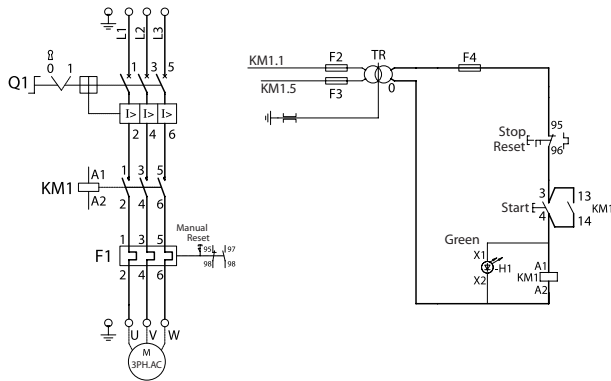 L1 L2 L3
0 1
Q1
1 3 5
I> I> I>
2 4 6
A1
KM1
A2
1 3 5
2 4 6
Manual
Reset
F1
1 3 5
95 97
98 98
2 4 6
U V W
M
3PH.AC
KM1.1
F2
TR
F4
KM1.5
F3
0
Stop
Reset
95
96
Start
3
4
13
14
KM1
Green
X1
-H1
X2
A1
KM1
A2